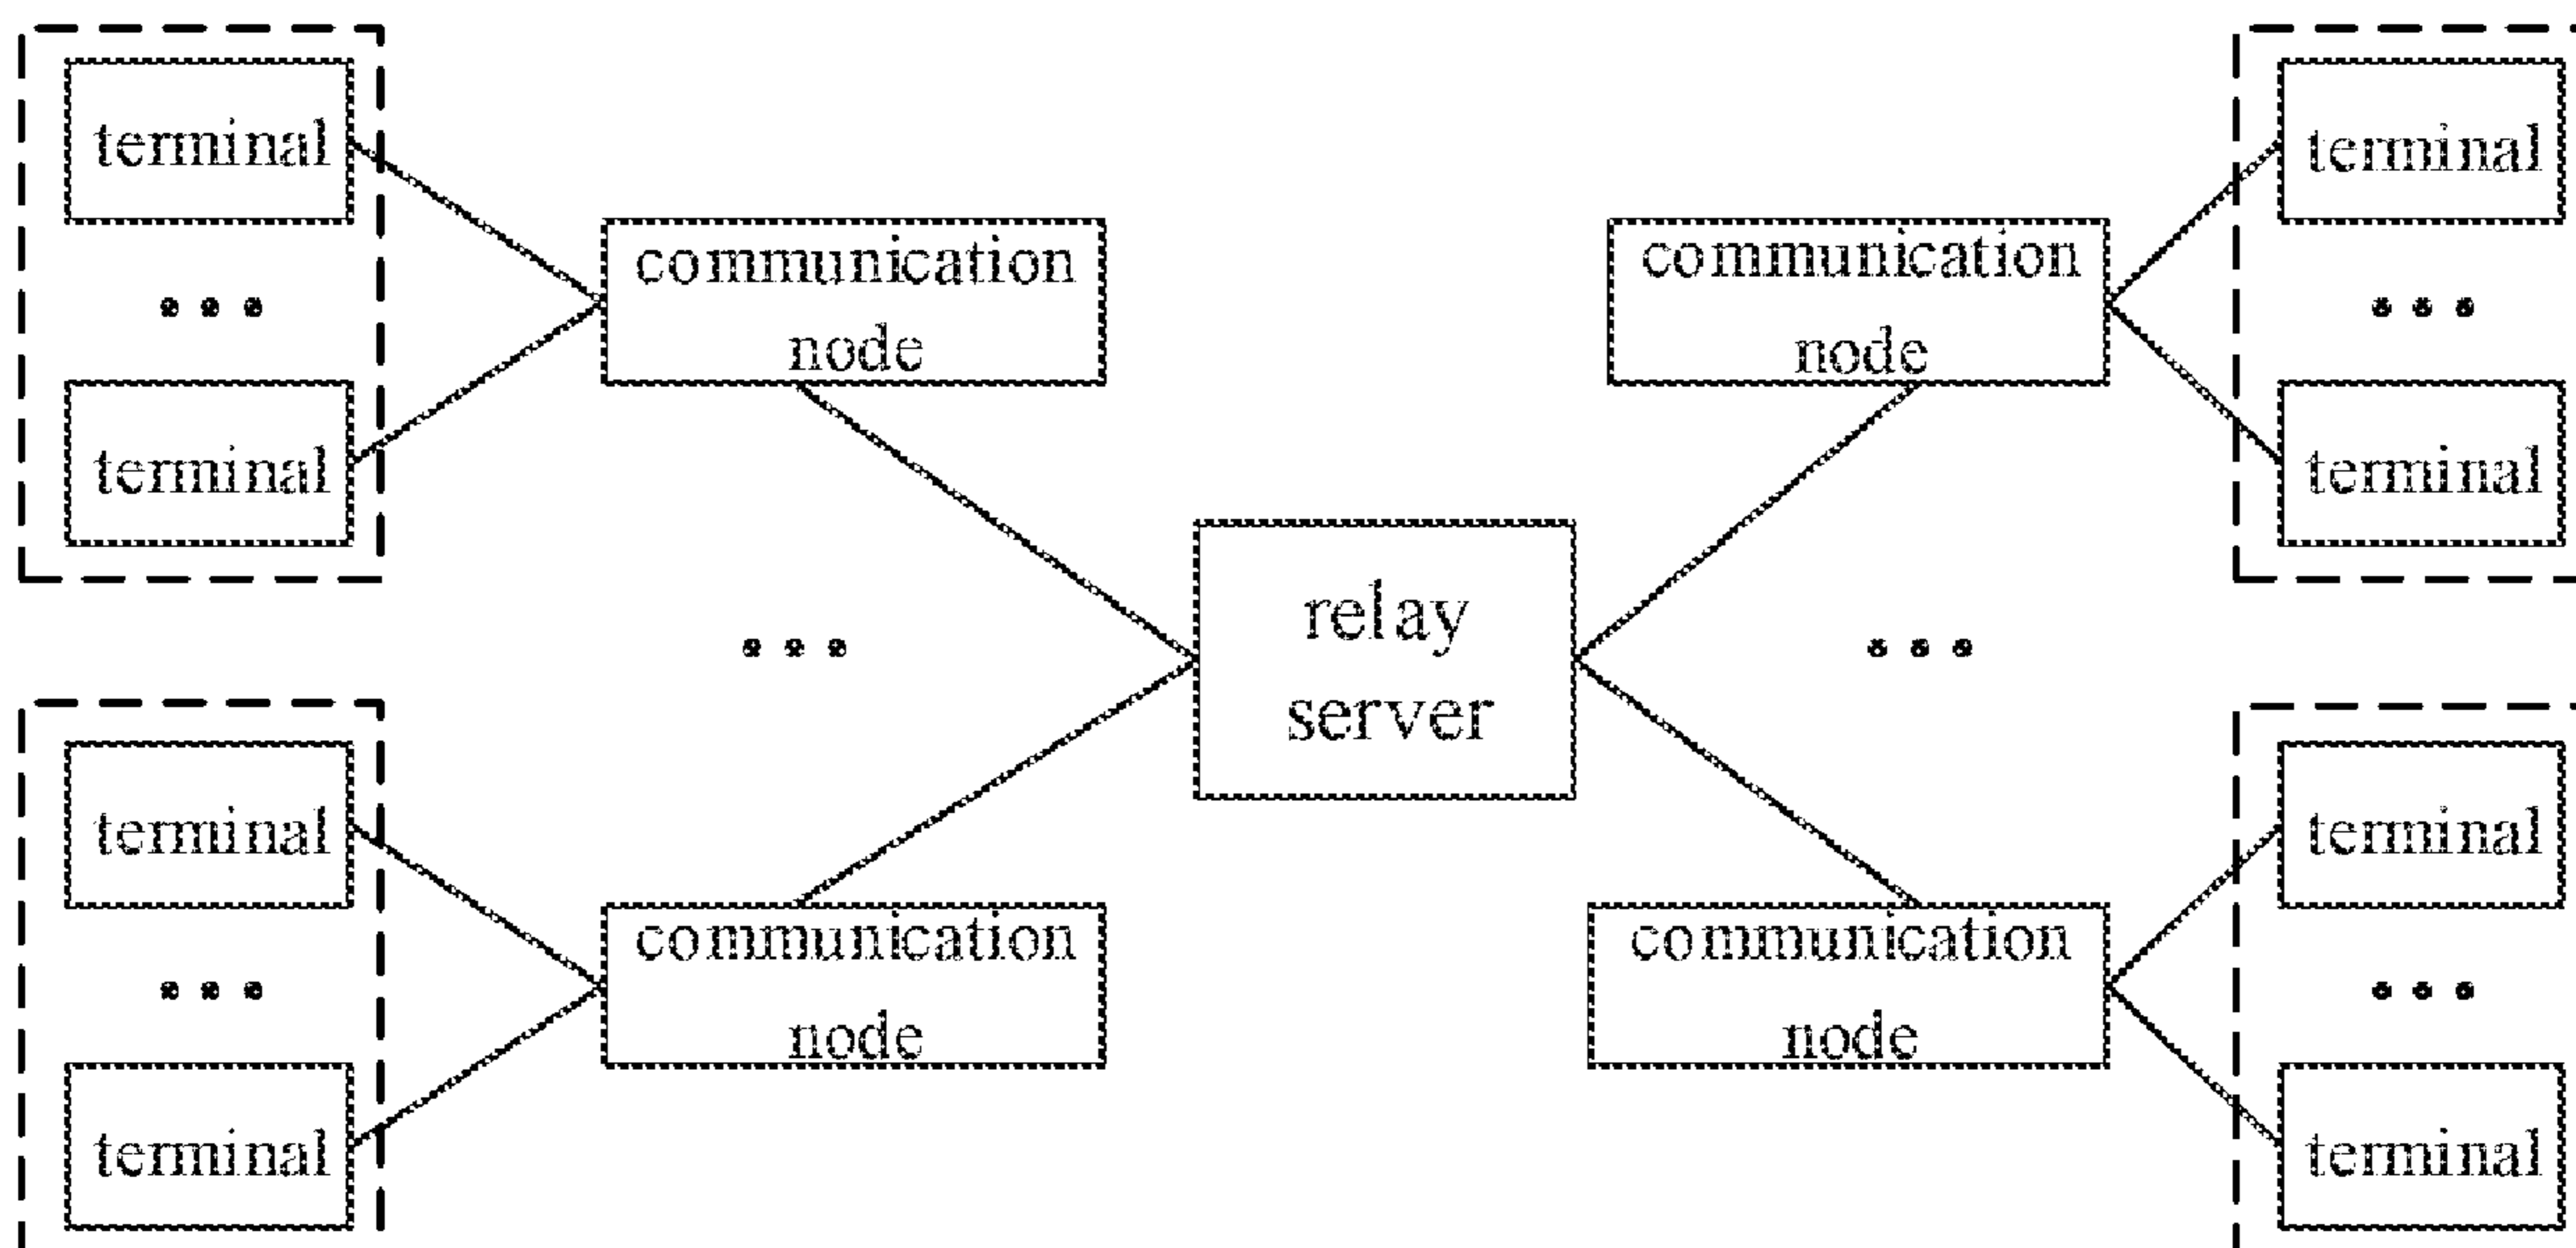 terminal
...
terminal
communication
node
communication
node
terminal
...
terminal
...
relay
server
...
terminal
...
terminal
communication
node
communication
node
terminal
...
terminal